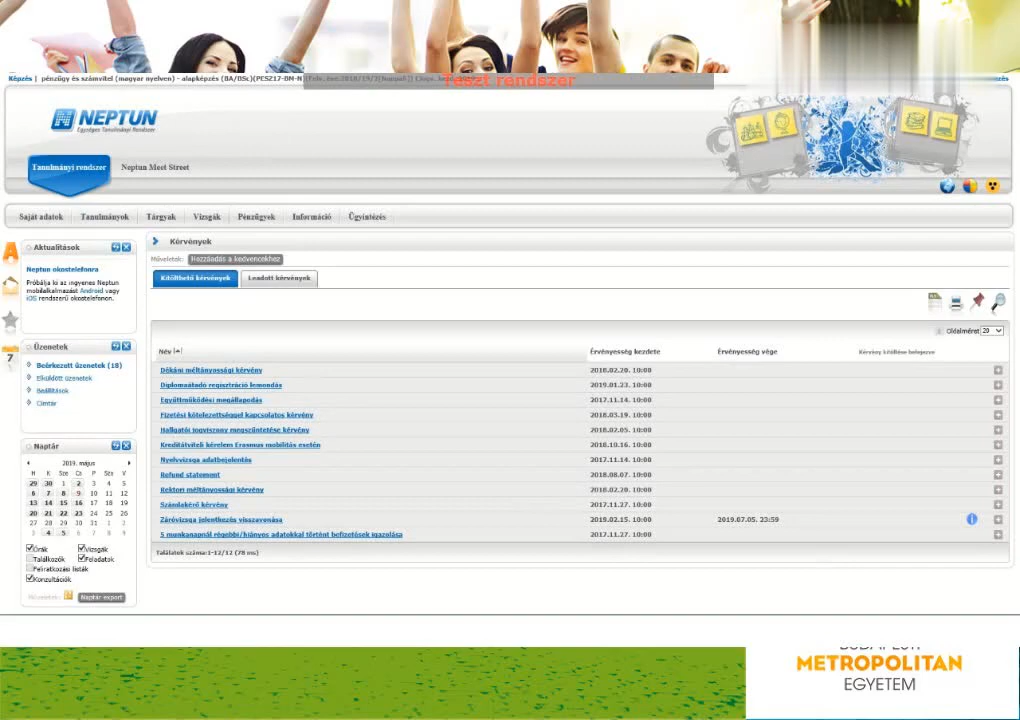 Képzés | pénzügy és számvitel (magyar nyelven) - alapképzés (BA/BSc)(PCSZ17-BM-N
Teszt rendszer
NEPTUN
Egységes Tanulmányi Rendszer
Tanulmányi rendszer Neptun Meet Street
Saját adatok Tanulmányok Tárgyak Vizsgák Pénzügyek Információ Ügyintézés
Aktualitások
Neptun okostelefonra
Próbálja ki az ingyenes Neptun
mobilalkalmazást Android vagy
iOS rendszerű okostelefonon.
Üzenetek
Beérkezett üzenetek (18)
Elküldött üzenetek
Beállítások
Címtár
Naptár
2019. május
H K Sze Cs P Szo V
29 30 1 2 3 4 5
6 7 8 9 10 11 12
13 14 15 16 17 18 19
20 21 22 23 24 25 26
27 28 29 30 31 1 2
3 4 5 6 7 8 9
Órák Vizsgák
Találkozók Feladatok
Feliratkozási listák
Konzultációk
Műveletek: Naptár export
Kérvények
Műveletek: Hozzáadás a kedvencekhez
Kitölthető kérvények Leadott kérvények
Oldalméret 20
Név Érvényesség kezdete Érvényesség vége Kérvény kitöltése belépezve
Dékáni méltányossági kérvény 2018.02.20. 10:00
Diplomaátadó regisztráció lemondás 2019.01.23. 10:00
Együttműködési megállapodás 2017.11.14. 10:00
Fizetési kötelezettséggel kapcsolatos kérvény 2018.03.19. 10:00
Hallgatói jogviszony megszüntetése kérvény 2018.02.05. 10:00
Kreditátviteli kérelem Erasmus mobilitás esetén 2018.10.16. 10:00
Nyelvvizsga adatbejelentés 2017.11.14. 10:00
Refund statement 2018.08.07. 10:00
Rektori méltányossági kérvény 2018.02.20. 10:00
Számlakérő kérvény 2017.11.27. 10:00
Záróvizsga jelentkezés visszavonása 2019.02.15. 10:00 2019.07.05. 23:59
5 munkanapnál régebbi/hiányos adatokkal történt befizetések igazolása 2017.11.27. 10:00
Találatok száma:1-12/12 (78 ms)
BUDAPESTI
METROPOLITAN
EGYETEM